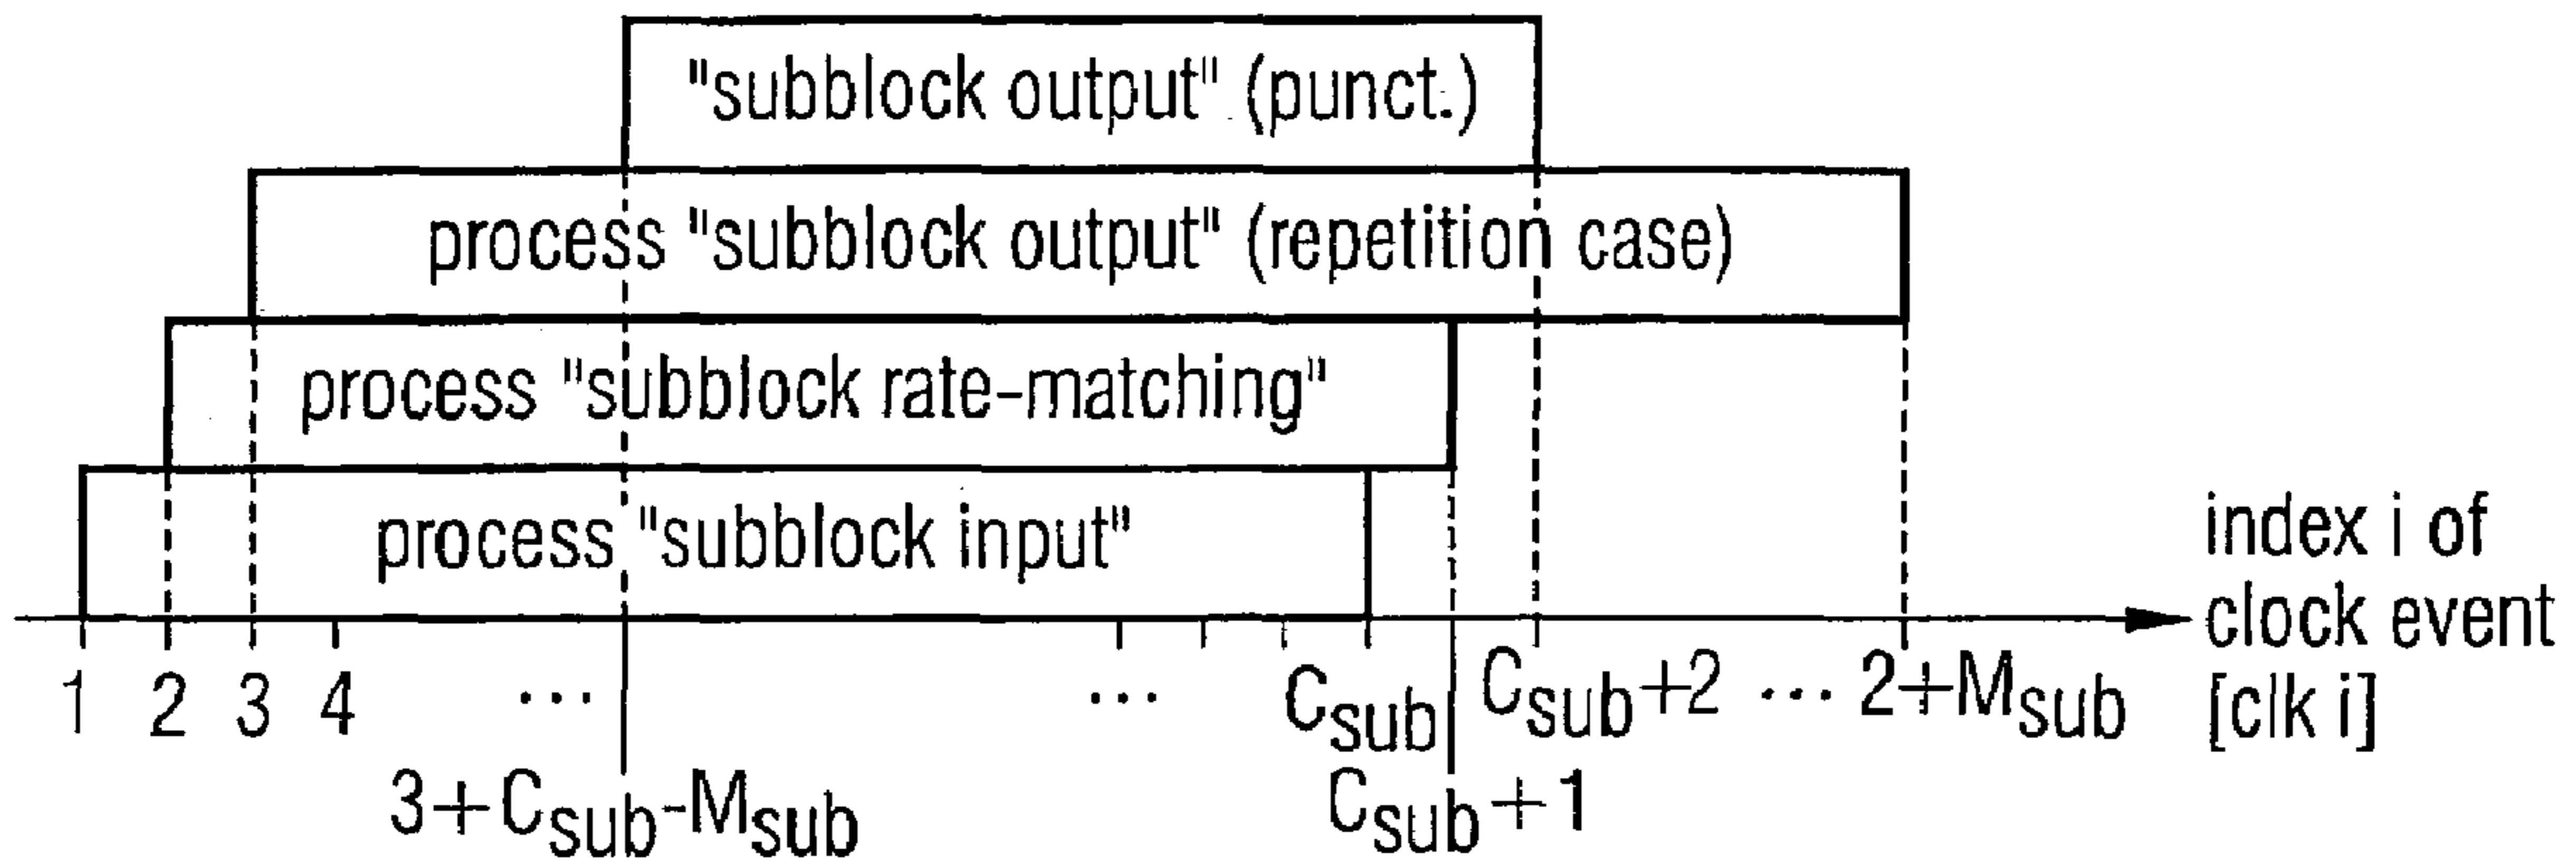 "subblock output" (punct.)
process "subblock output" (repetition case)
process "subblock rate-matching"
process "subblock input"
index i of
clock event
[clk i]
1 2 3 4 ... ... Csub Csub+2 ... 2+Msub
3+Csub-Msub Csub+1